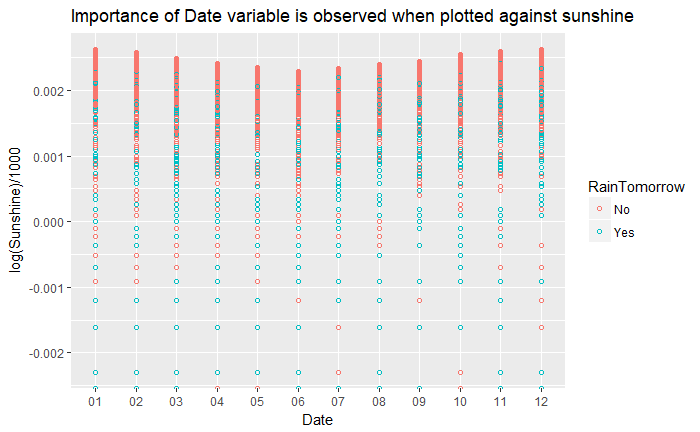 Importance of Date variable is observed when plotted against sunshine
0.002
0.001
0.000
-0.001
-0.002
log(Sunshine)/1000
01 02 03 04 05 06 07 08 09 10 11 12
Date
RainTomorrow
No
Yes